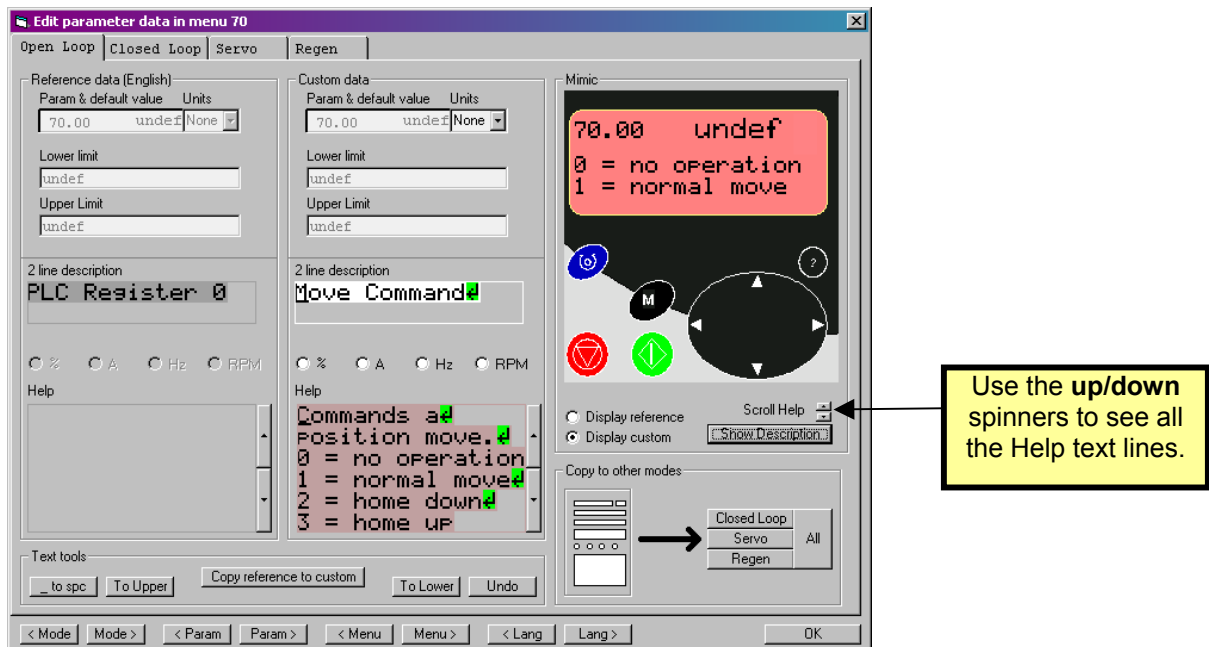 Edit parameter data in menu 70
Open Loop Closed Loop Servo Regen
Reference data (English)
Param & default value Units
70.00 undef None
Lower limit
undef
Upper Limit
undef
2 line description
PLC Register 0
% A Hz RPM
Help
Custom data
Param & default value Units
70.00 undef None
Lower limit
undef
Upper Limit
undef
2 line description
Move Command
% A Hz RPM
Help
Commands a
position move.
0 = no operation
1 = normal move
2 = home down
3 = home up
Mimic
70.00 undef
0 = no operation
1 = normal move
?
M
Display reference
Display custom
Scroll Help
Show Description
Copy to other modes
Closed Loop
Servo
Regen
All
Text tools
_ to spc To Upper Copy reference to custom To Lower Undo
< Mode Mode > < Param Param > < Menu Menu > < Lang Lang > OK
Use the up/down
spinners to see all
the Help text lines.